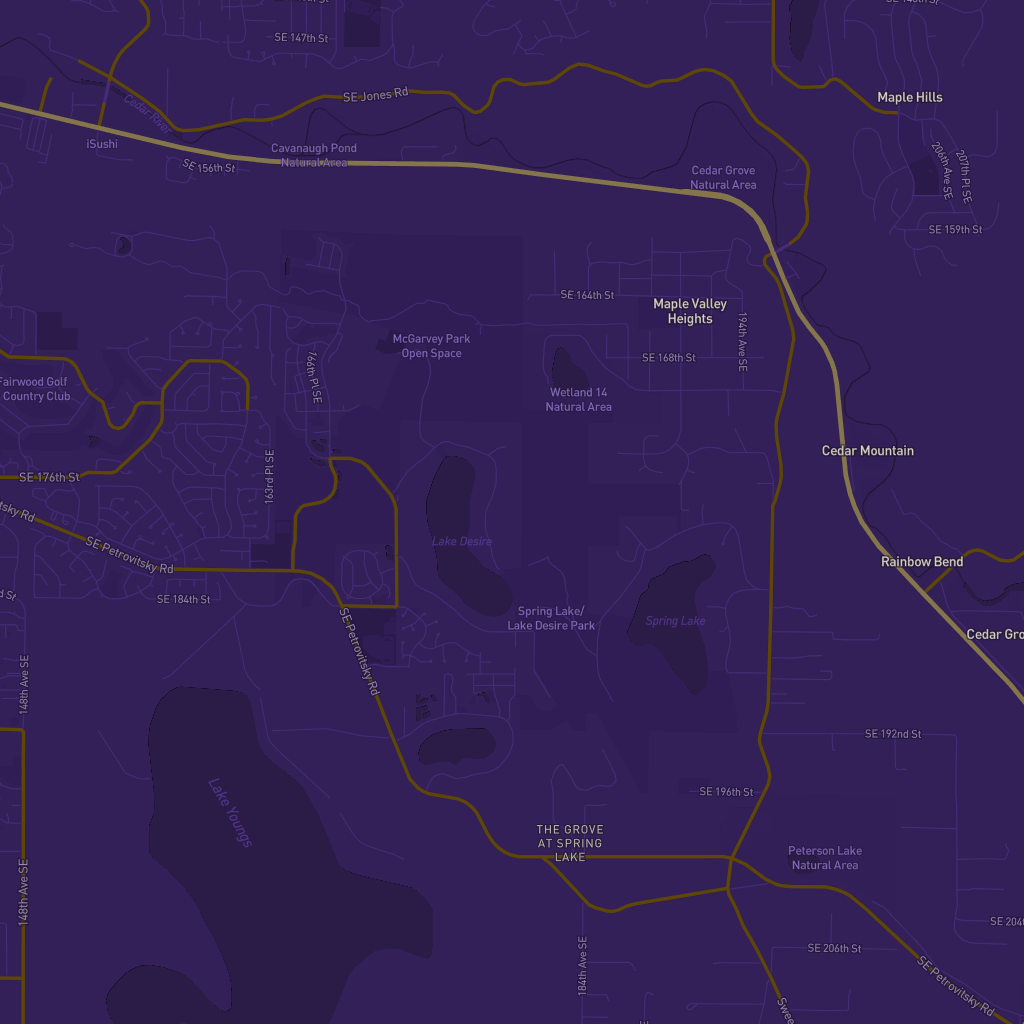 SE 147th St
SE Jones Rd
Maple Hills
Cedar River
iSushi
Cavanaugh Pond
Natural Area
SE 156th St
Cedar Grove
Natural Area
206th Ave SE
207th Pl SE
SE 159th St
SE 164th St
Maple Valley
Heights
194th Ave SE
McGarvey Park
Open Space
SE 168th St
166th Pl SE
Fairwood Golf
Country Club
Wetland 14
Natural Area
Cedar Mountain
SE 176th St
163rd Pl SE
SE Petrovitsky Rd
Lake Desire
Rainbow Bend
SE 184th St
Spring Lake/
Lake Desire Park
Spring Lake
Cedar Gro
SE Petrovitsky Rd
148th Ave SE
SE 192nd St
SE 196th St
Lake Youngs
THE GROVE
AT SPRING
LAKE
Peterson Lake
Natural Area
148th Ave SE
SE 204t
184th Ave SE
SE 206th St
SE Petrovitsky Rd
Swee